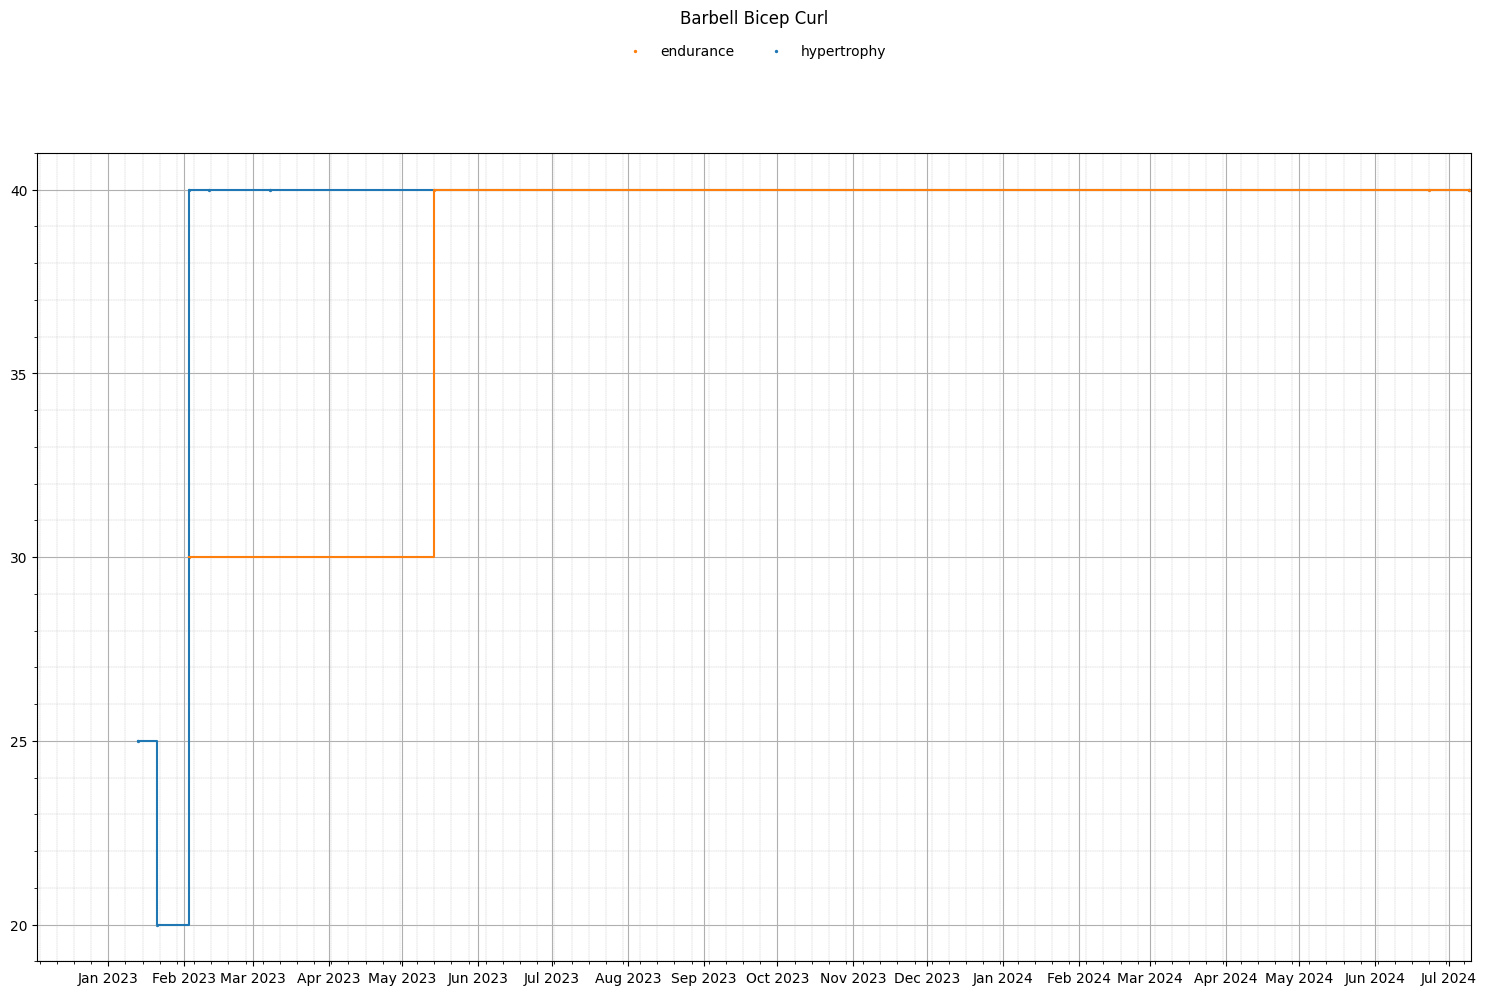 Barbell Bicep Curl
endurance hypertrophy
40
35
30
25
20
Jan 2023 Feb 2023 Mar 2023 Apr 2023 May 2023 Jun 2023 Jul 2023 Aug 2023 Sep 2023 Oct 2023 Nov 2023 Dec 2023 Jan 2024 Feb 2024 Mar 2024 Apr 2024 May 2024 Jun 2024 Jul 2024